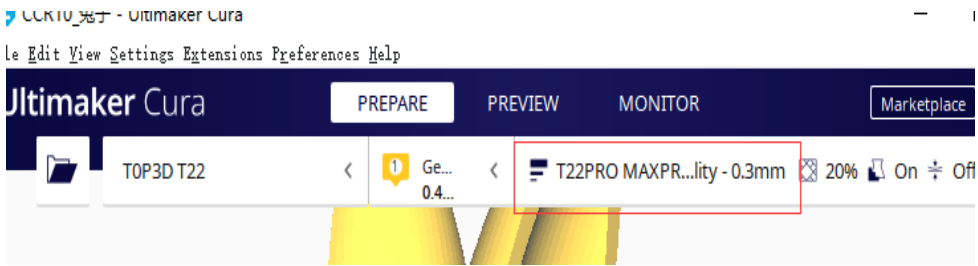 CCR10_兔子 - Ultimaker Cura
le Edit View Settings Extensions Preferences Help
Ultimaker Cura PREPARE PREVIEW MONITOR Marketplace
T0P3D T22 1 Ge... T22PRO MAXPR...lity - 0.3mm 20% On Off
0.4...